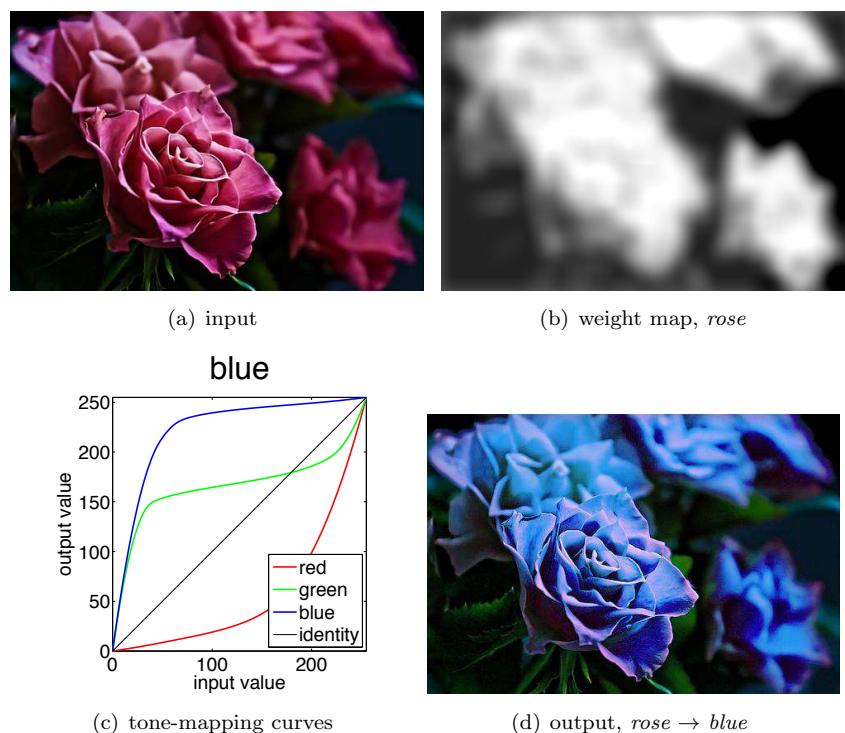 (a) input
(b) weight map, rose
blue
250
200
150
100
50
0
output value
red
green
blue
identity
0 100 200
input value
(c) tone-mapping curves
(d) output, rose → blue